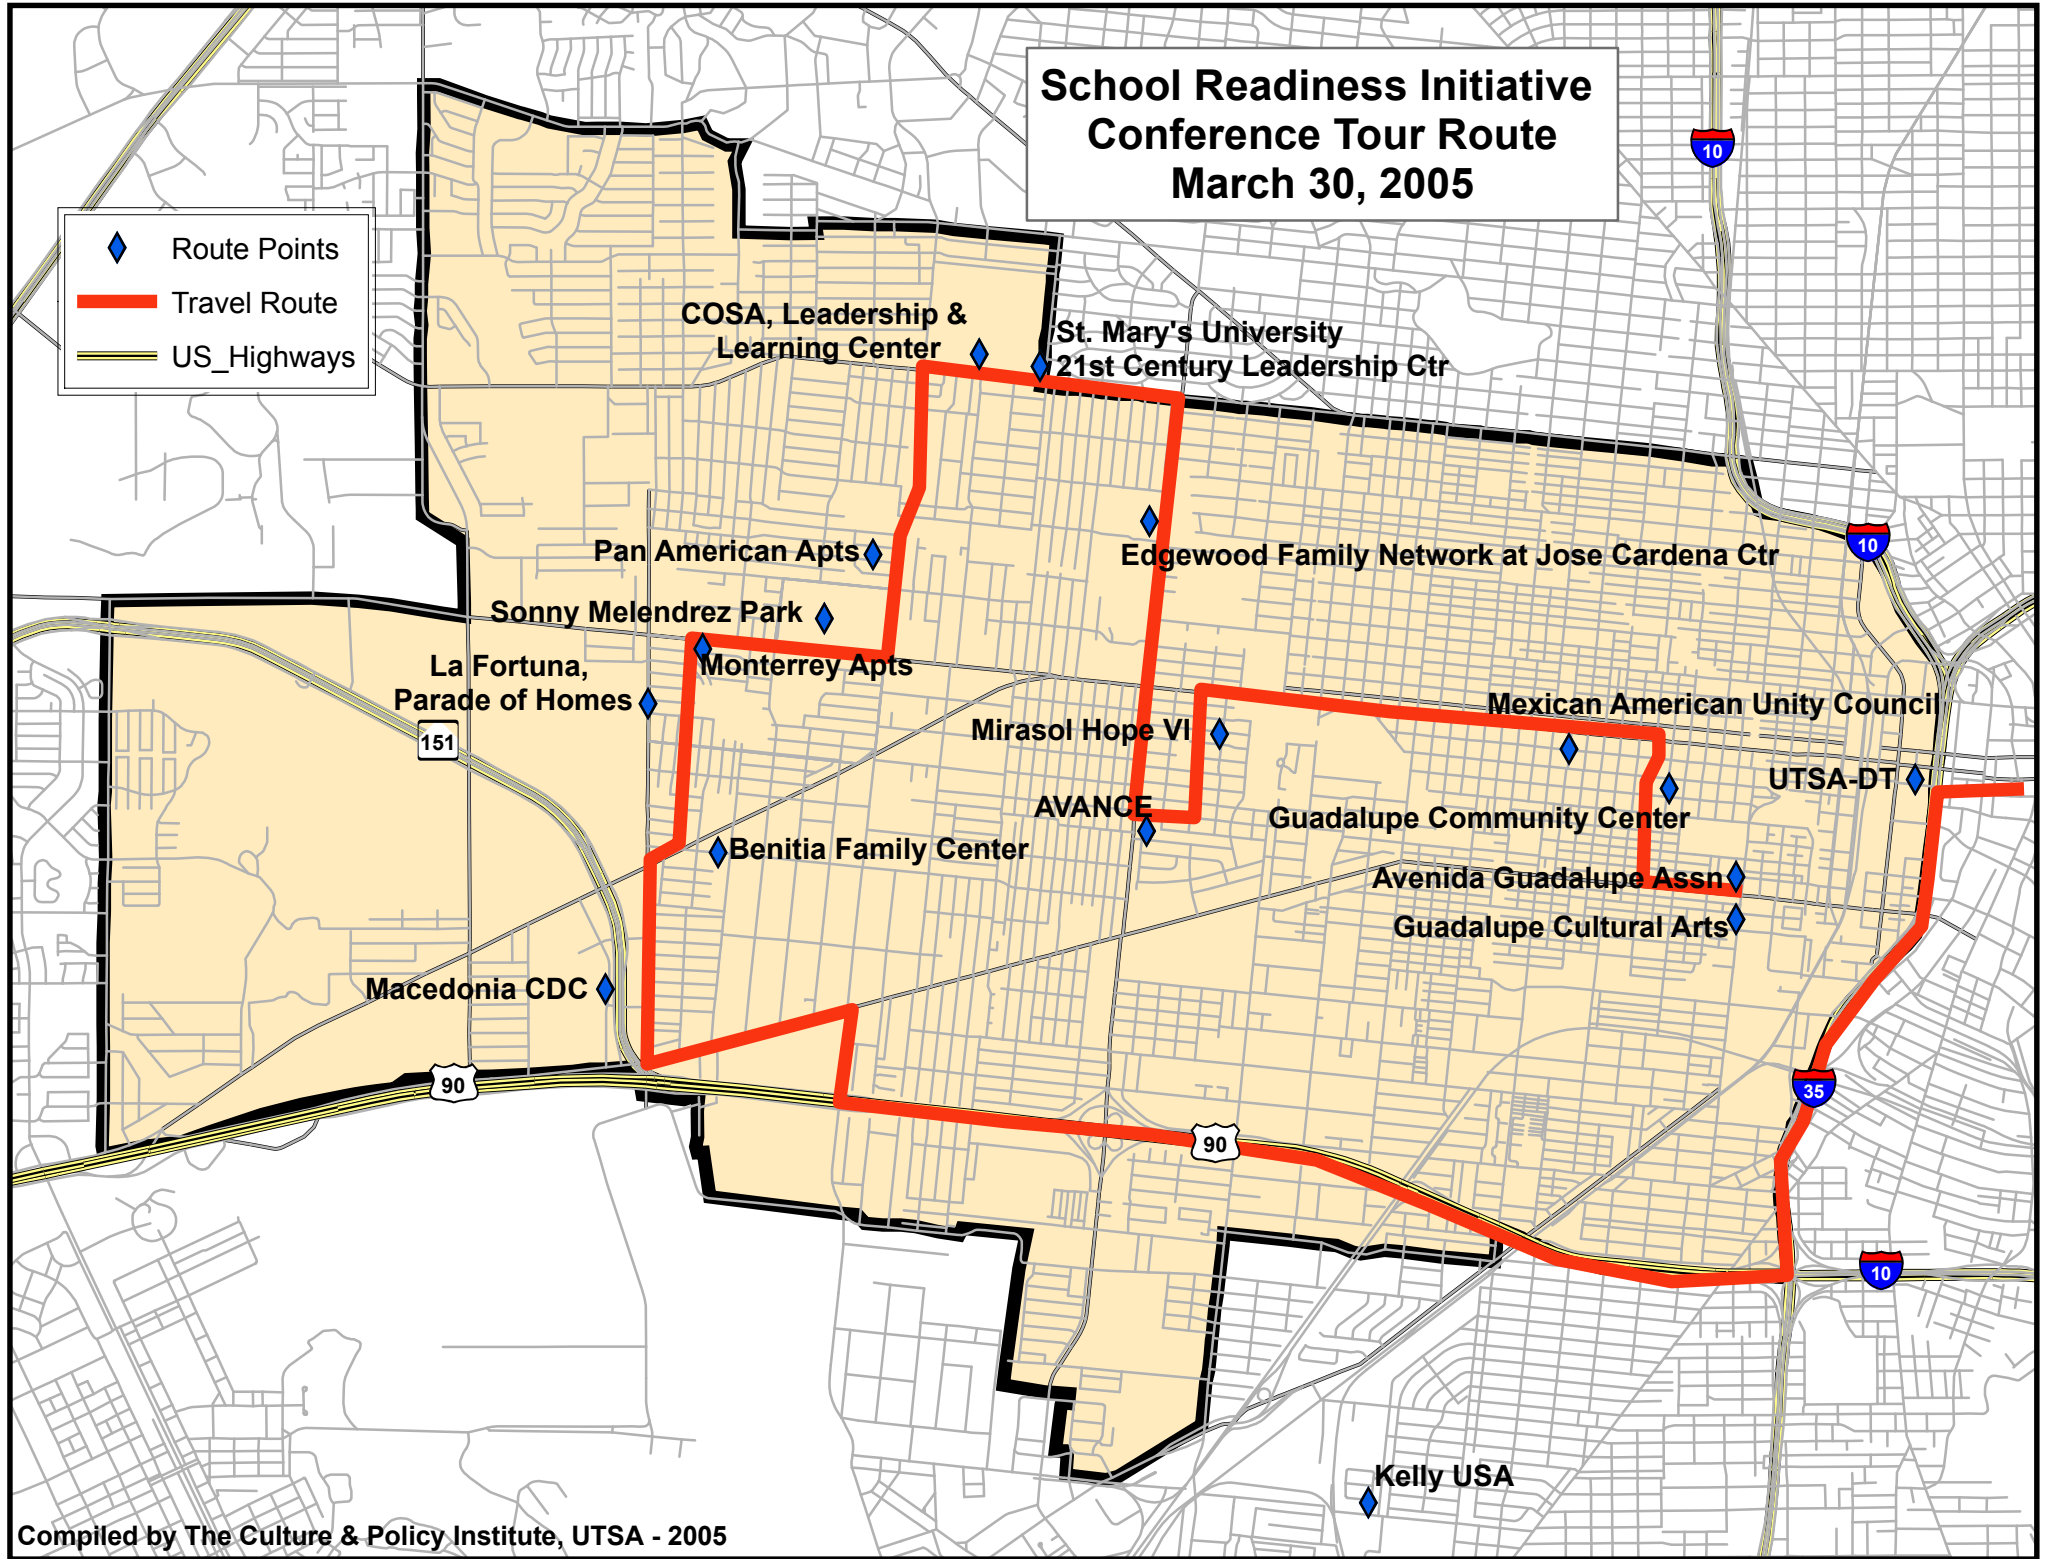 School Readiness Initiative
Conference Tour Route
March 30, 2005
10
Route Points
Travel Route
US_Highways
COSA, Leadership &
Learning Center
St. Mary's University
21st Century Leadership Ctr
Pan American Apts
Edgewood Family Network at Jose Cardena Ctr
10
Sonny Melendrez Park
Monterrey Apts
La Fortuna,
Parade of Homes
151
Mirasol Hope VI
Mexican American Unity Council
UTSA-DT
AVANCE
Guadalupe Community Center
Benitia Family Center
Avenida Guadalupe Assn
Guadalupe Cultural Arts
Macedonia CDC
90
35
90
10
Kelly USA
Compiled by The Culture & Policy Institute, UTSA - 2005